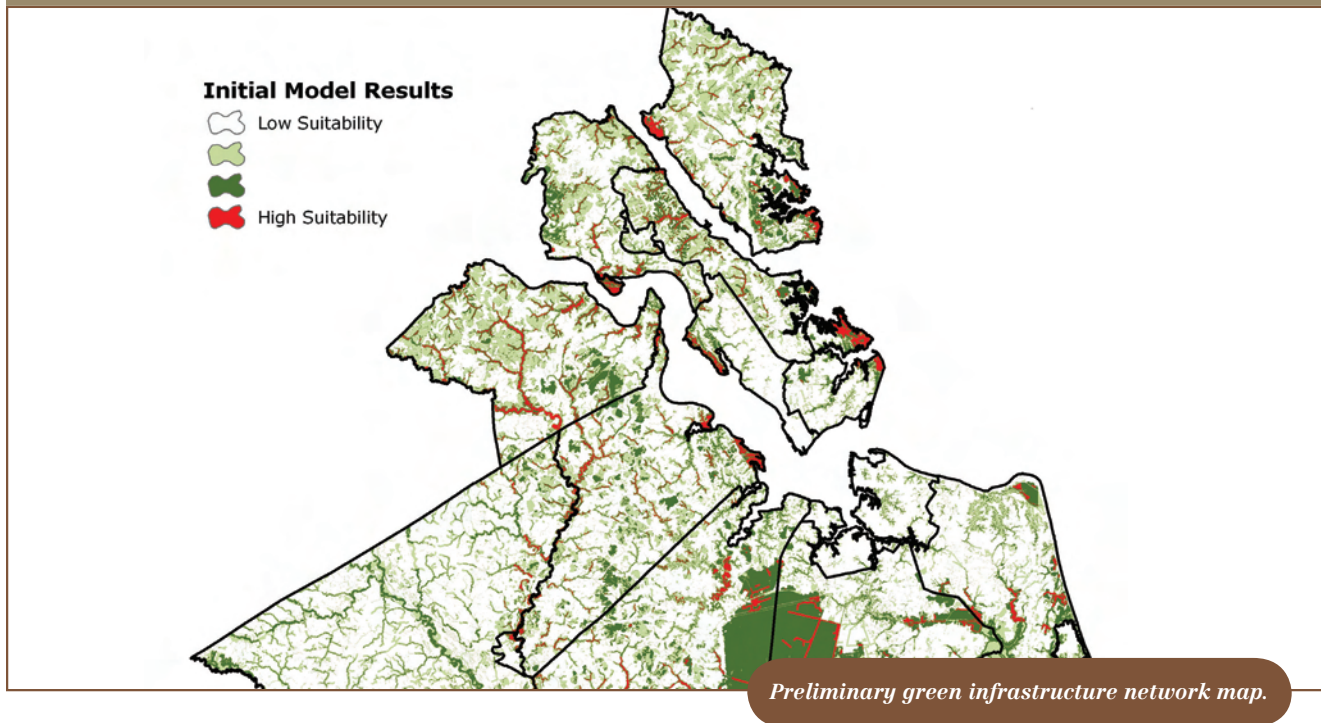 Initial Model Results
Low Suitability
High Suitability
Preliminary green infrastructure network map.